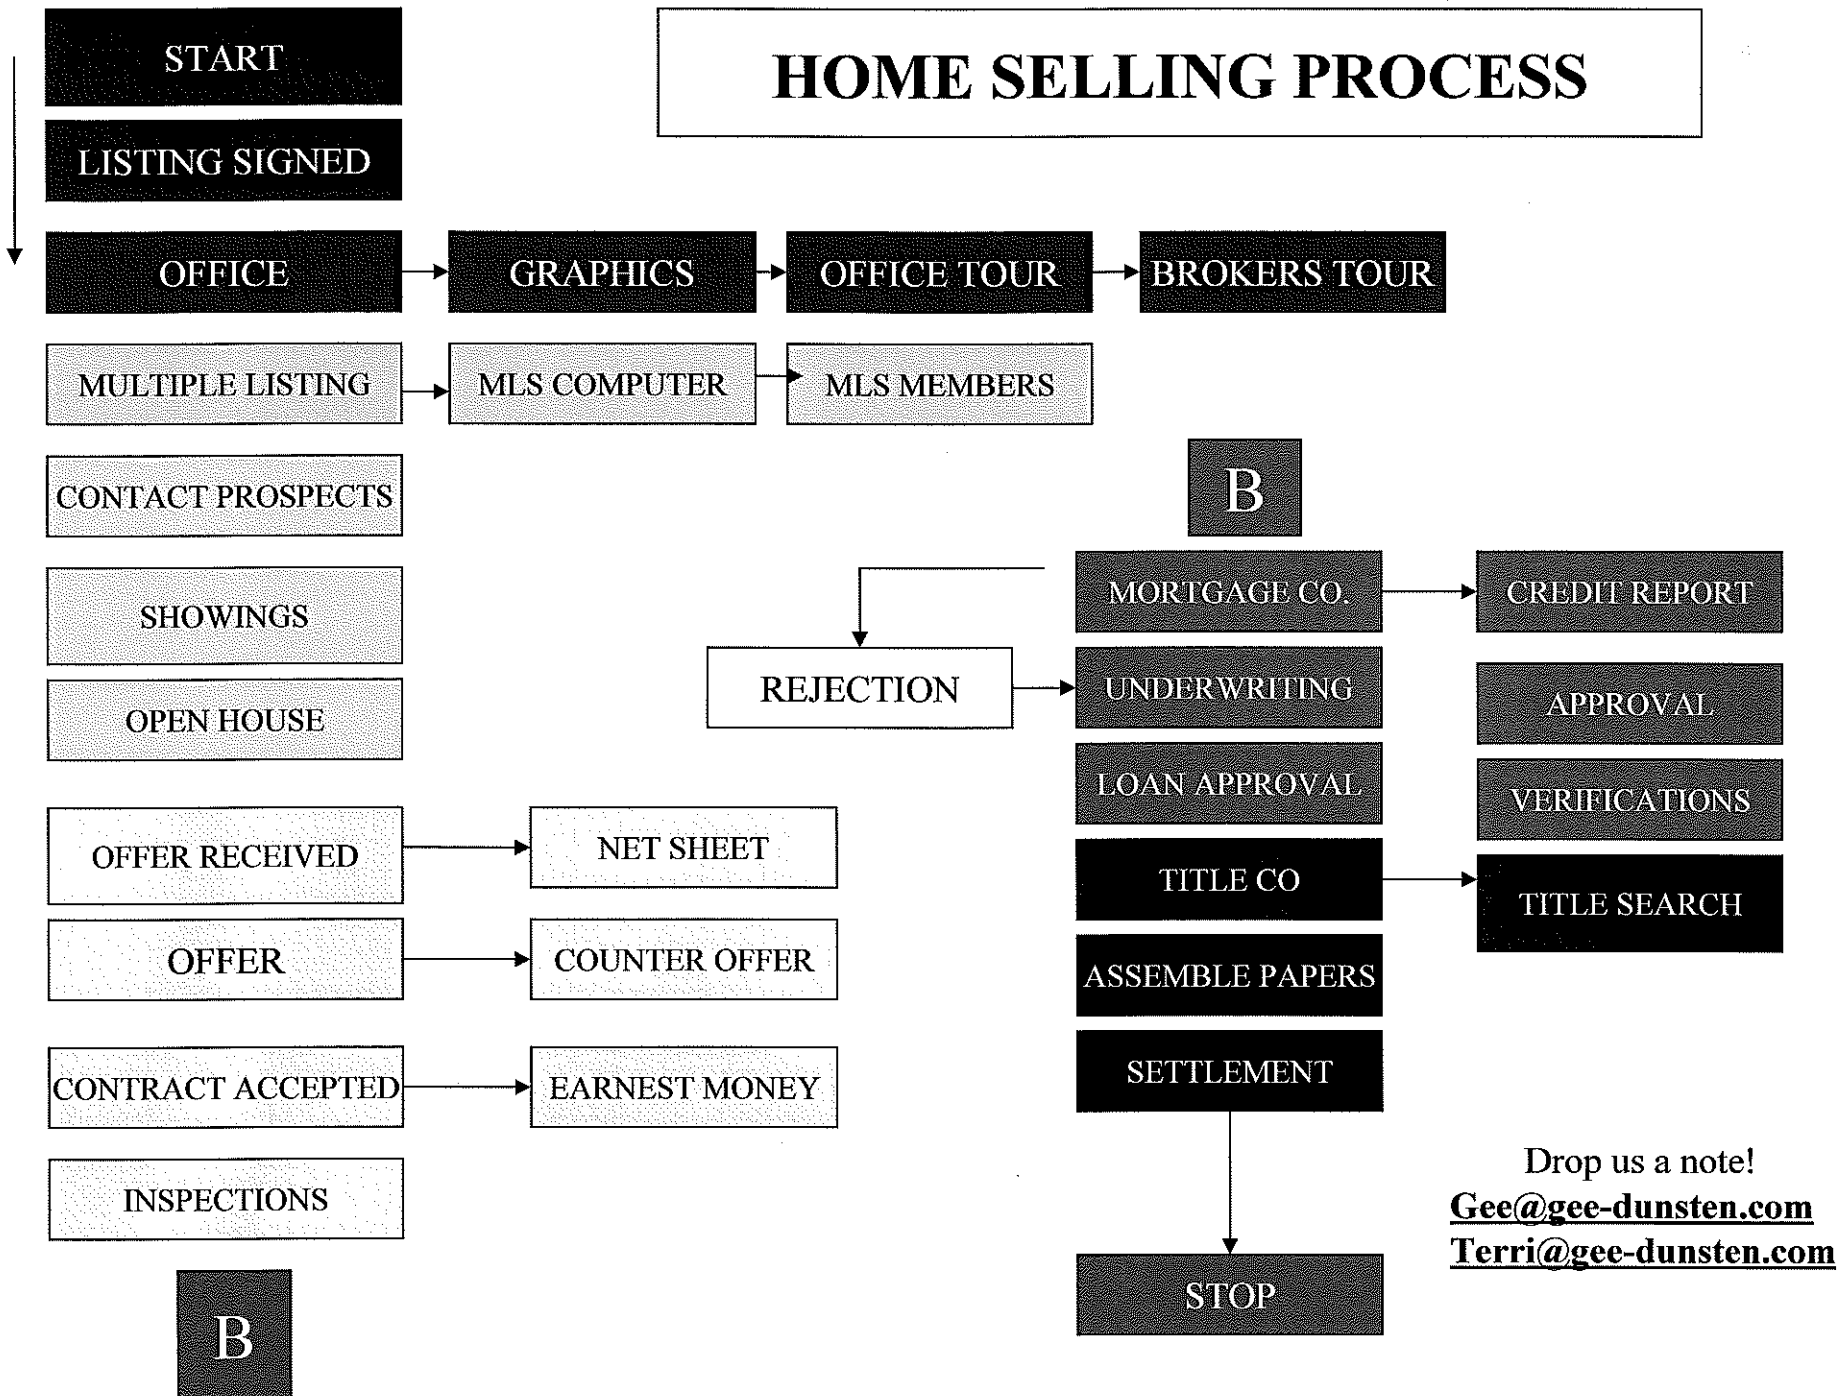 START
HOME SELLING PROCESS
LISTING SIGNED
OFFICE
GRAPHICS
OFFICE TOUR
BROKERS TOUR
MULTIPLE LISTING
MLS COMPUTER
MLS MEMBERS
CONTACT PROSPECTS
SHOWINGS
OPEN HOUSE
OFFER RECEIVED
NET SHEET
OFFER
COUNTER OFFER
CONTRACT ACCEPTED
EARNEST MONEY
INSPECTIONS
B
B
MORTGAGE CO.
CREDIT REPORT
REJECTION
UNDERWRITING
APPROVAL
LOAN APPROVAL
VERIFICATIONS
TITLE CO
TITLE SEARCH
ASSEMBLE PAPERS
SETTLEMENT
STOP
Drop us a note!
Gee@gee-dunsten.com
Terri@gee-dunsten.com